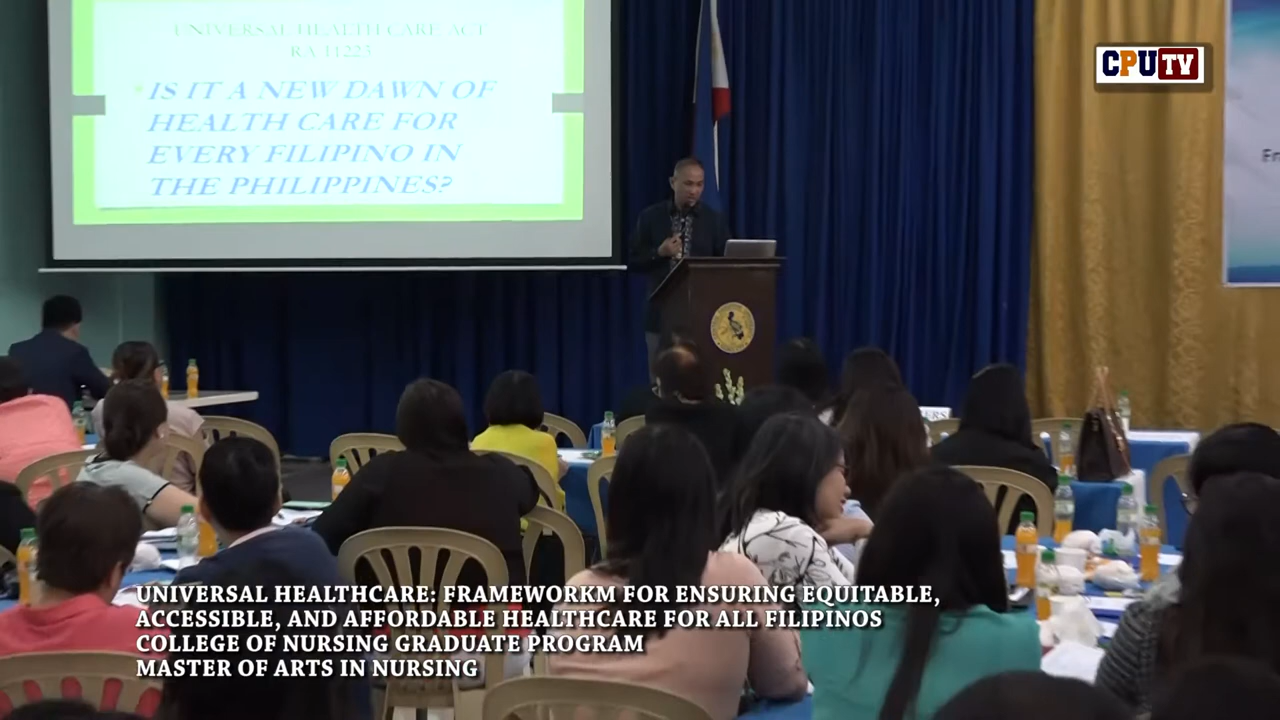 UNIVERSAL HEALTH CARE ACT
RA 11223
IS IT A NEW DAWN OF
HEALTH CARE FOR
EVERY FILIPINO IN
THE PHILIPPINES?
CPUTV
UNIVERSAL HEALTHCARE: FRAMEWORKM FOR ENSURING EQUITABLE,
ACCESSIBLE, AND AFFORDABLE HEALTHCARE FOR ALL FILIPINOS
COLLEGE OF NURSING GRADUATE PROGRAM
MASTER OF ARTS IN NURSING